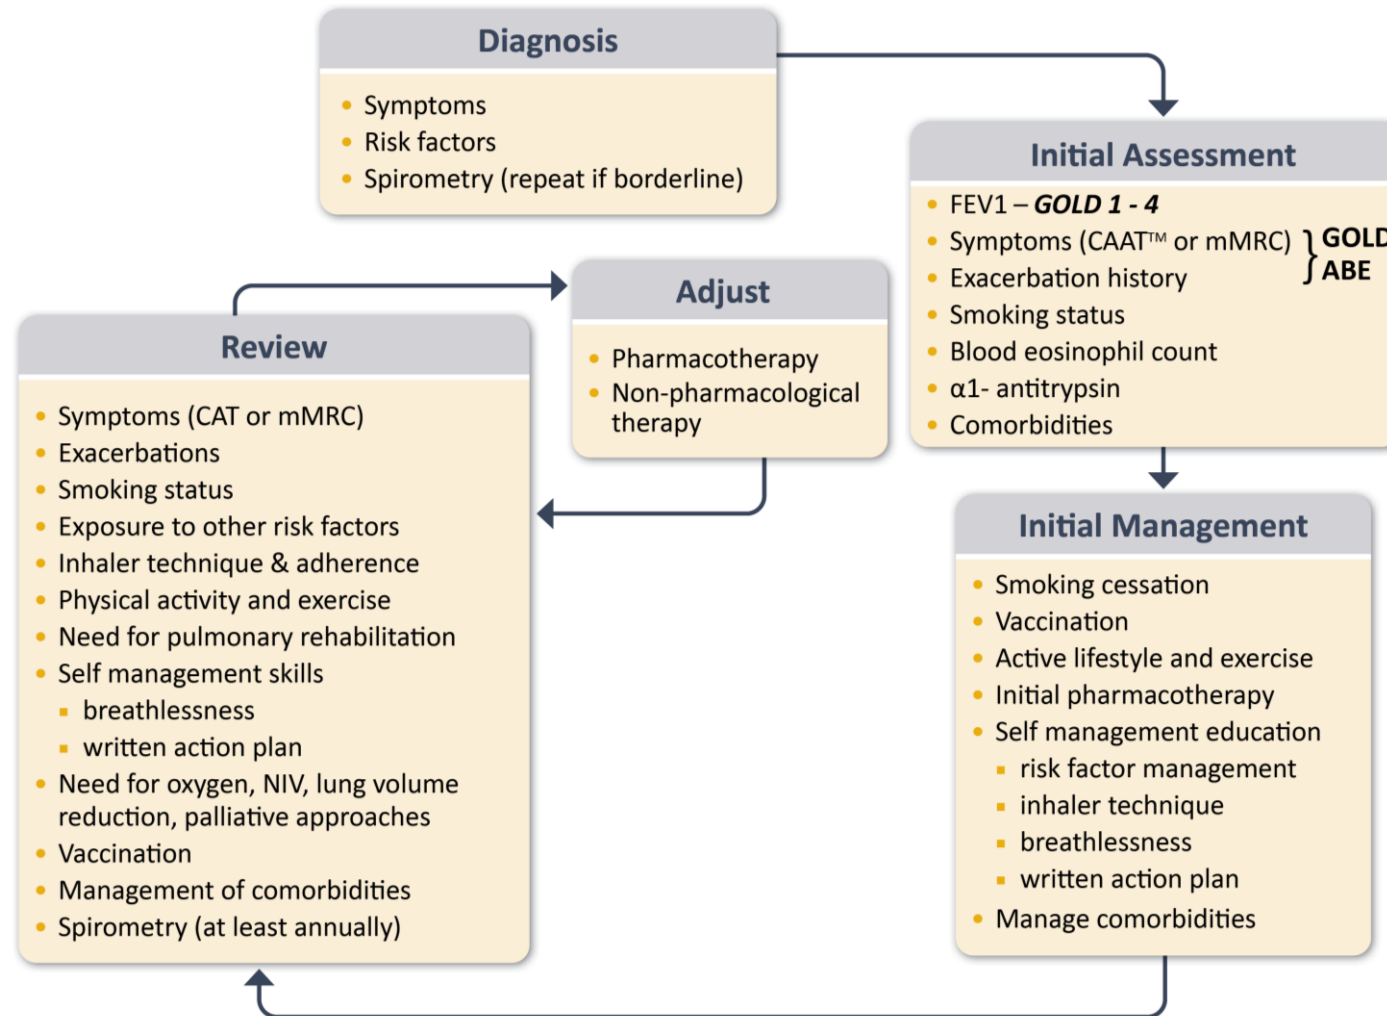 Diagnosis
• Symptoms
• Risk factors
• Spirometry (repeat if borderline)
Initial Assessment
• FEV1 – GOLD 1 - 4
• Symptoms (CAAT™ or mMRC)
• Exacerbation history
} GOLD
ABE
• Smoking status
• Blood eosinophil count
• α1- antitrypsin
• Comorbidities
Initial Management
• Smoking cessation
• Vaccination
• Active lifestyle and exercise
• Initial pharmacotherapy
• Self management education
▪ risk factor management
▪ inhaler technique
▪ breathlessness
▪ written action plan
• Manage comorbidities
Review
• Symptoms (CAT or mMRC)
• Exacerbations
• Smoking status
• Exposure to other risk factors
• Inhaler technique & adherence
• Physical activity and exercise
• Need for pulmonary rehabilitation
• Self management skills
▪ breathlessness
▪ written action plan
• Need for oxygen, NIV, lung volume
reduction, palliative approaches
• Vaccination
• Management of comorbidities
• Spirometry (at least annually)
Adjust
• Pharmacotherapy
• Non-pharmacological
therapy